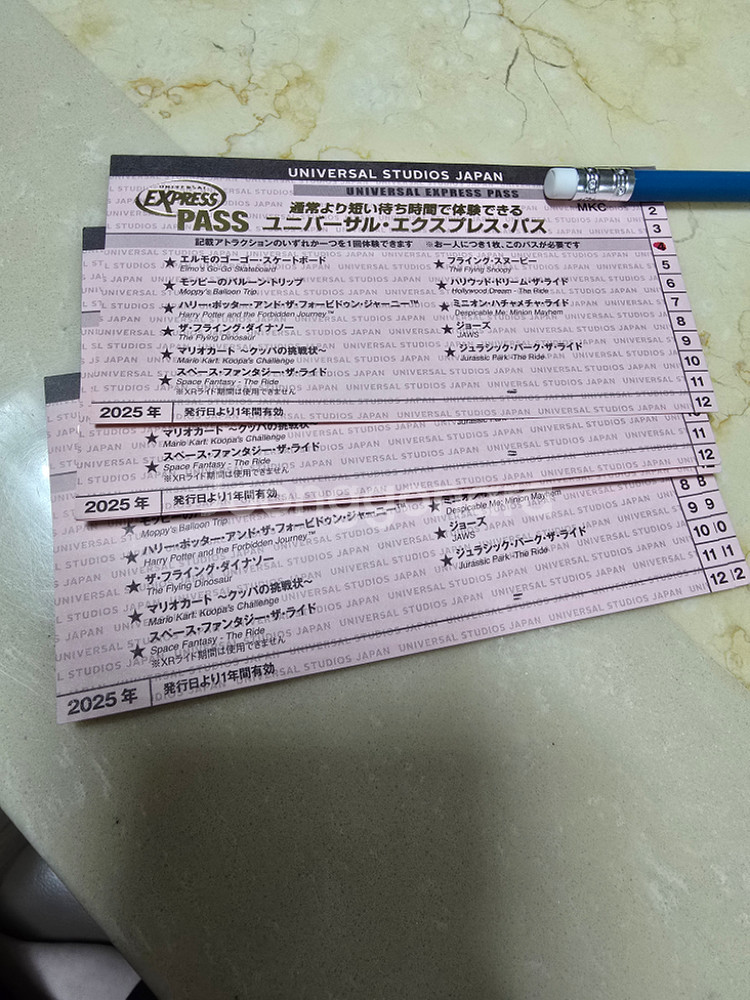 UNIVERSAL STUDIOS JAPAN
UNIVERSAL EXPRESS PASS
UNIVERSAL
EXPRESS
PASS
通常より短い待ち時間で体験できる
ユニバーサル・エクスプレス・パス
MKC
記載アトラクションのいずれか一つを1回体験できます ※お一人につき1枚、このパスが必要です
★ エルモのゴーゴー・スケートボード
Elmo's Go-Go Skateboard
★ モッピーのバルーン・トリップ
Moppy's Balloon Trip
★ ハリー・ポッター・アンド・ザ・フォービドゥン・ジャーニー™
Harry Potter and the Forbidden Journey™
★ ザ・フライング・ダイナソー
The Flying Dinosaur
★ マリオカート ～クッパの挑戦状～
Mario Kart: Koopa's Challenge
★ スペース・ファンタジー・ザ・ライド
Space Fantasy - The Ride
※XRライド期間は使用できません
★ フライング・スヌーピー
The Flying Snoopy
★ ハリウッド・ドリーム・ザ・ライド
Hollywood Dream - The Ride
★ ミニオン・ハチャメチャ・ライド
Despicable Me: Minion Mayhem
★ ジョーズ
JAWS
★ ジュラシック・パーク・ザ・ライド
Jurassic Park - The Ride
2
3
5
6
7
8
9
10
11
12
2025年 発行日より1年間有効
マリオカート ～クッパの挑戦状～
Mario Kart: Koopa's Challenge
★ スペース・ファンタジー・ザ・ライド
Space Fantasy - The Ride
※XRライド期間は使用できません
Jurassic Park - The Ride
11
12
2025年 発行日より1年間有効
Moppy's Balloon Trip
★ ハリー・ポッター・アンド・ザ・フォービドゥン・ジャーニー™
Harry Potter and the Forbidden Journey™
★ ザ・フライング・ダイナソー
The Flying Dinosaur
★ マリオカート ～クッパの挑戦状～
Mario Kart: Koopa's Challenge
★ スペース・ファンタジー・ザ・ライド
Space Fantasy - The Ride
※XRライド期間は使用できません
Despicable Me: Minion Mayhem
★ ジョーズ
JAWS
★ ジュラシック・パーク・ザ・ライド
Jurassic Park - The Ride
8 8
9 9
10 10
11 11
12 12
2025年 発行日より1年間有効